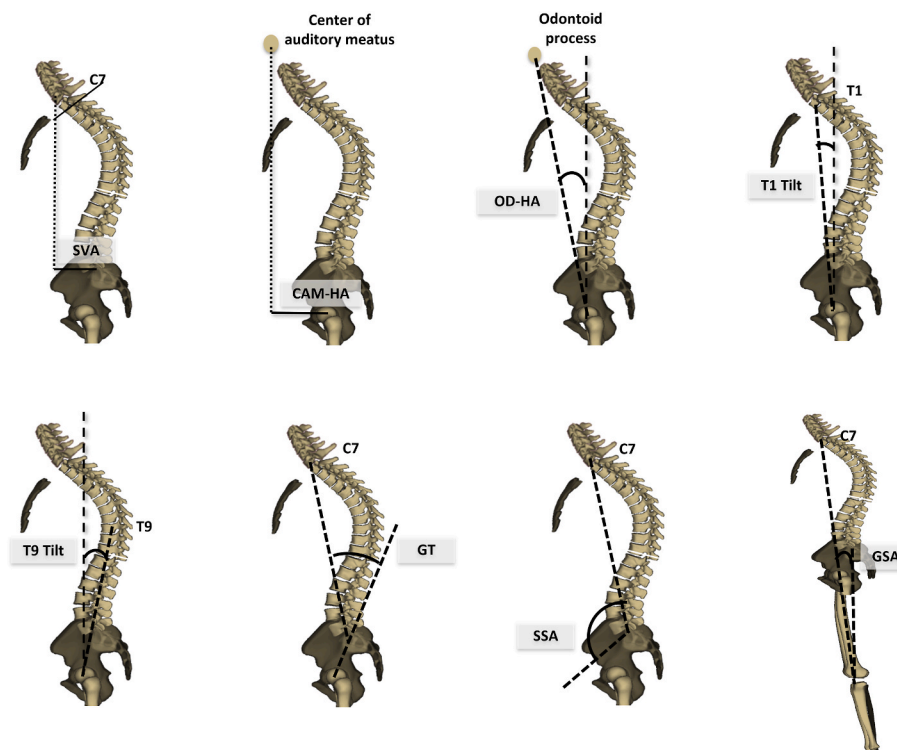 Center of
auditory meatus
C7
SVA
CAM-HA
Odontoid
process
OD-HA
T1
T1 Tilt
T9
T9 Tilt
C7
GT
C7
SSA
C7
GSA